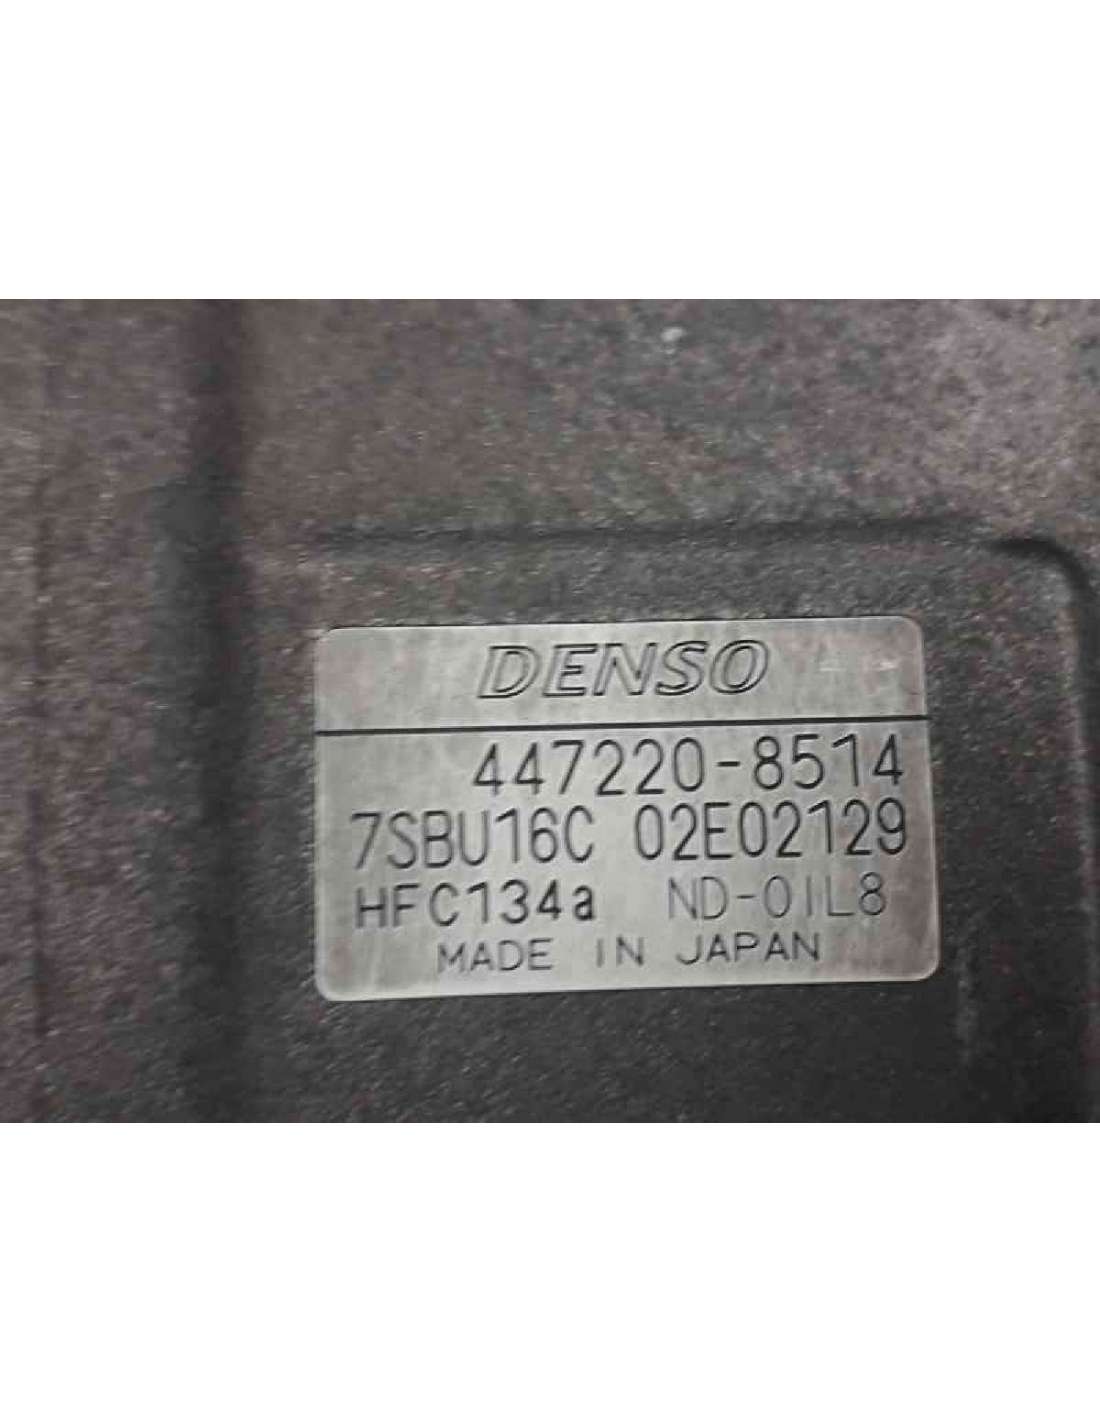 DENSO
447220-8514
7SBU16C 02E02129
HFC134a ND-OIL8
MADE IN JAPAN